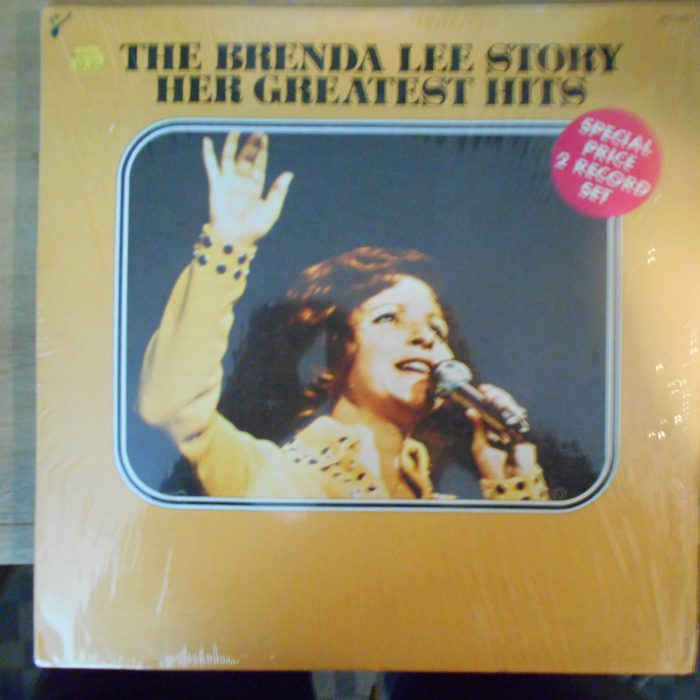 THE BRENDA LEE STORY
HER GREATEST HITS
SPECIAL
PRICE
2 RECORD
SET